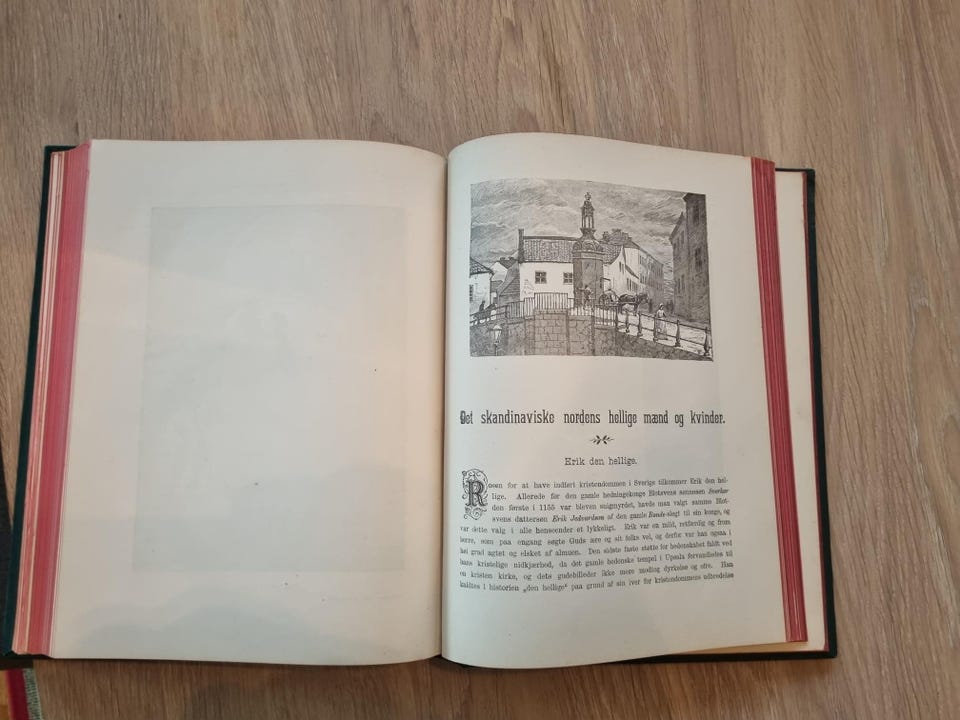 Det skandinaviske nordens hellige mænd og kvinder.
Erik den hellige.
Rosen for at have indført kristendommen i Sverige tilkommer Erik den hel-
lige. Allerede før den gamle hedningekongs Blotsvens sønnesøn Sverker
den første i 1155 var bleven snigmyrdet, havde man valgt samme Blot-
svens dattersøn Erik Jedvardsøn af den gamle Bonde-slegt til sin konge, og
var dette valg i alle henseender et lykkeligt. Erik var en mild, retfærdig og from
herre, som paa engang søgte Guds ære og sit folks vel, og derfor var han ogsaa i
høi grad agtet og elsket af almuen. Den sidste faste støtte for hedenskabet faldt ved
hans kristelige nidkjærhed, da det gamle hedenske tempel i Upsala forvandledes til
en kristen kirke, og dets gudebilleder ikke mere modtog dyrkelse og ofre. Han
kaldtes i historien „den hellige“ paa grund af sin iver for kristendommens udbredelse